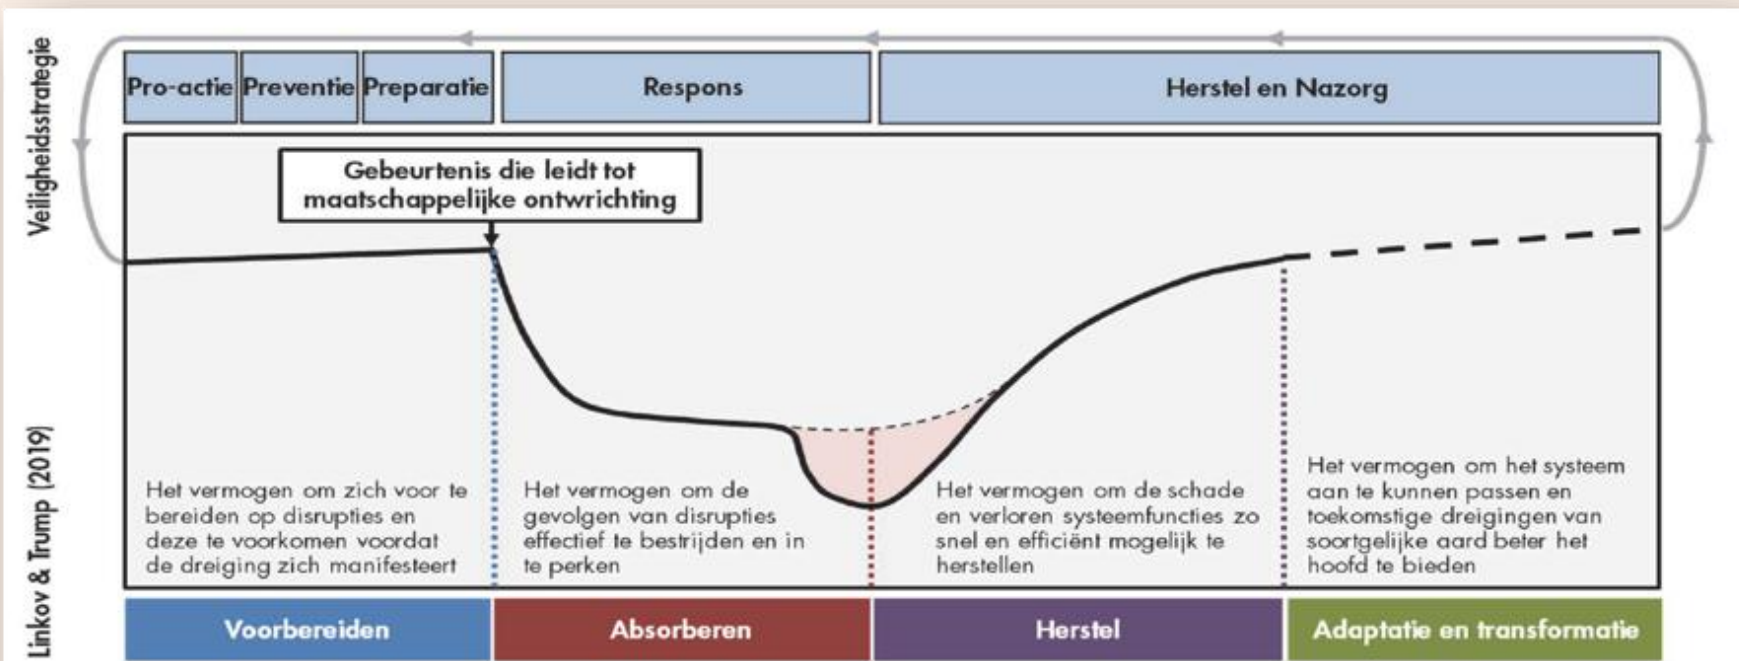 Veiligheidsstrategie
Pro-actie
Preventie
Preparatie
Respons
Herstel en Nazorg
Gebeurtenis die leidt tot
maatschappelijke ontwrichting
Linkov & Trump (2019)
Het vermogen om zich voor te
bereiden op disrupties en
deze te voorkomen voordat
de dreiging zich manifesteert
Het vermogen om de
gevolgen van disrupties
effectief te bestrijden en in
te perken
Het vermogen om de schade
en verloren systeemfuncties zo
snel en efficiënt mogelijk te
herstellen
Het vermogen om het systeem
aan te kunnen passen en
toekomstige dreigingen van
soortgelijke aard beter het
hoofd te bieden
Voorbereiden
Absorberen
Herstel
Adaptatie en transformatie